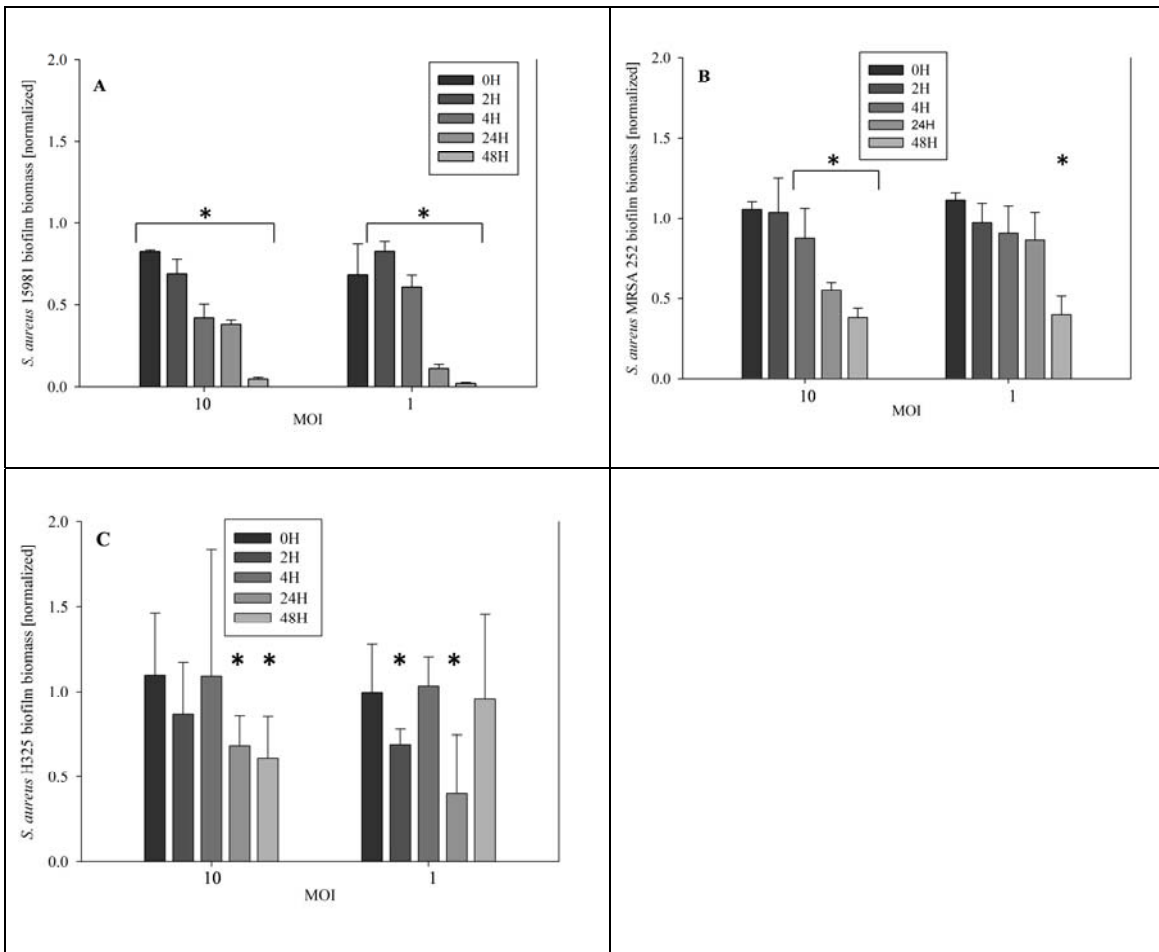 2.0
A
0H
2H
4H
24H
48H
1.5
1.0
*
*
0.5
0.0
10
1
MOI
S. aureus 15981 biofilm biomass [normalized]
2.0
B
0H
2H
4H
24H
48H
1.5
*
*
1.0
0.5
0.0
10
1
MOI
S. aureus MRSA 252 biofilm biomass [normalized]
2.0
C
0H
2H
4H
24H
48H
1.5
* *
* *
1.0
0.5
0.0
10
1
MOI
S. aureus H325 biofilm biomass [normalized]